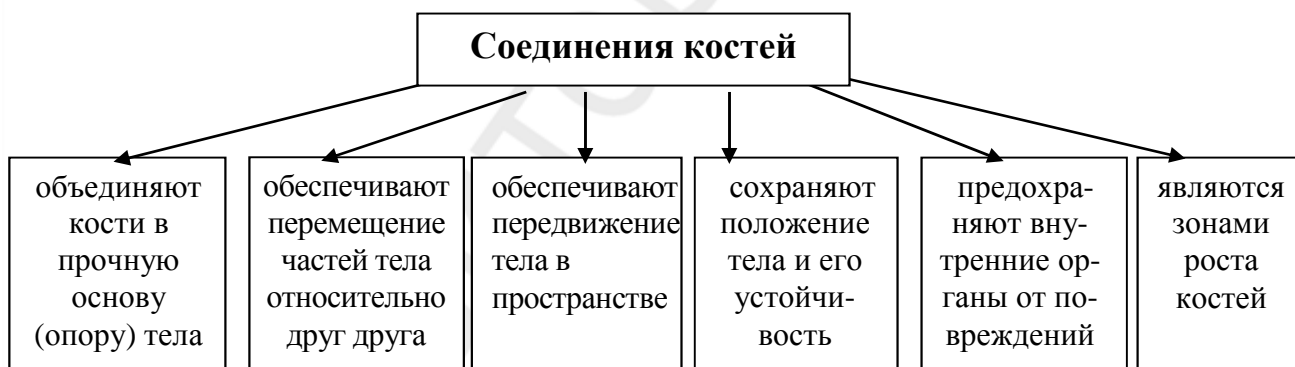 Соединения костей
объединяют
кости в
прочную
основу
(опору) тела
обеспечивают
перемещение
частей тела
относительно
друг друга
обеспечивают
передвижение
тела в
пространстве
сохраняют
положение
тела и его
устойчи-
вость
предохра-
няют вну-
тренние ор-
ганы от по-
вреждений
являются
зонами
роста
костей